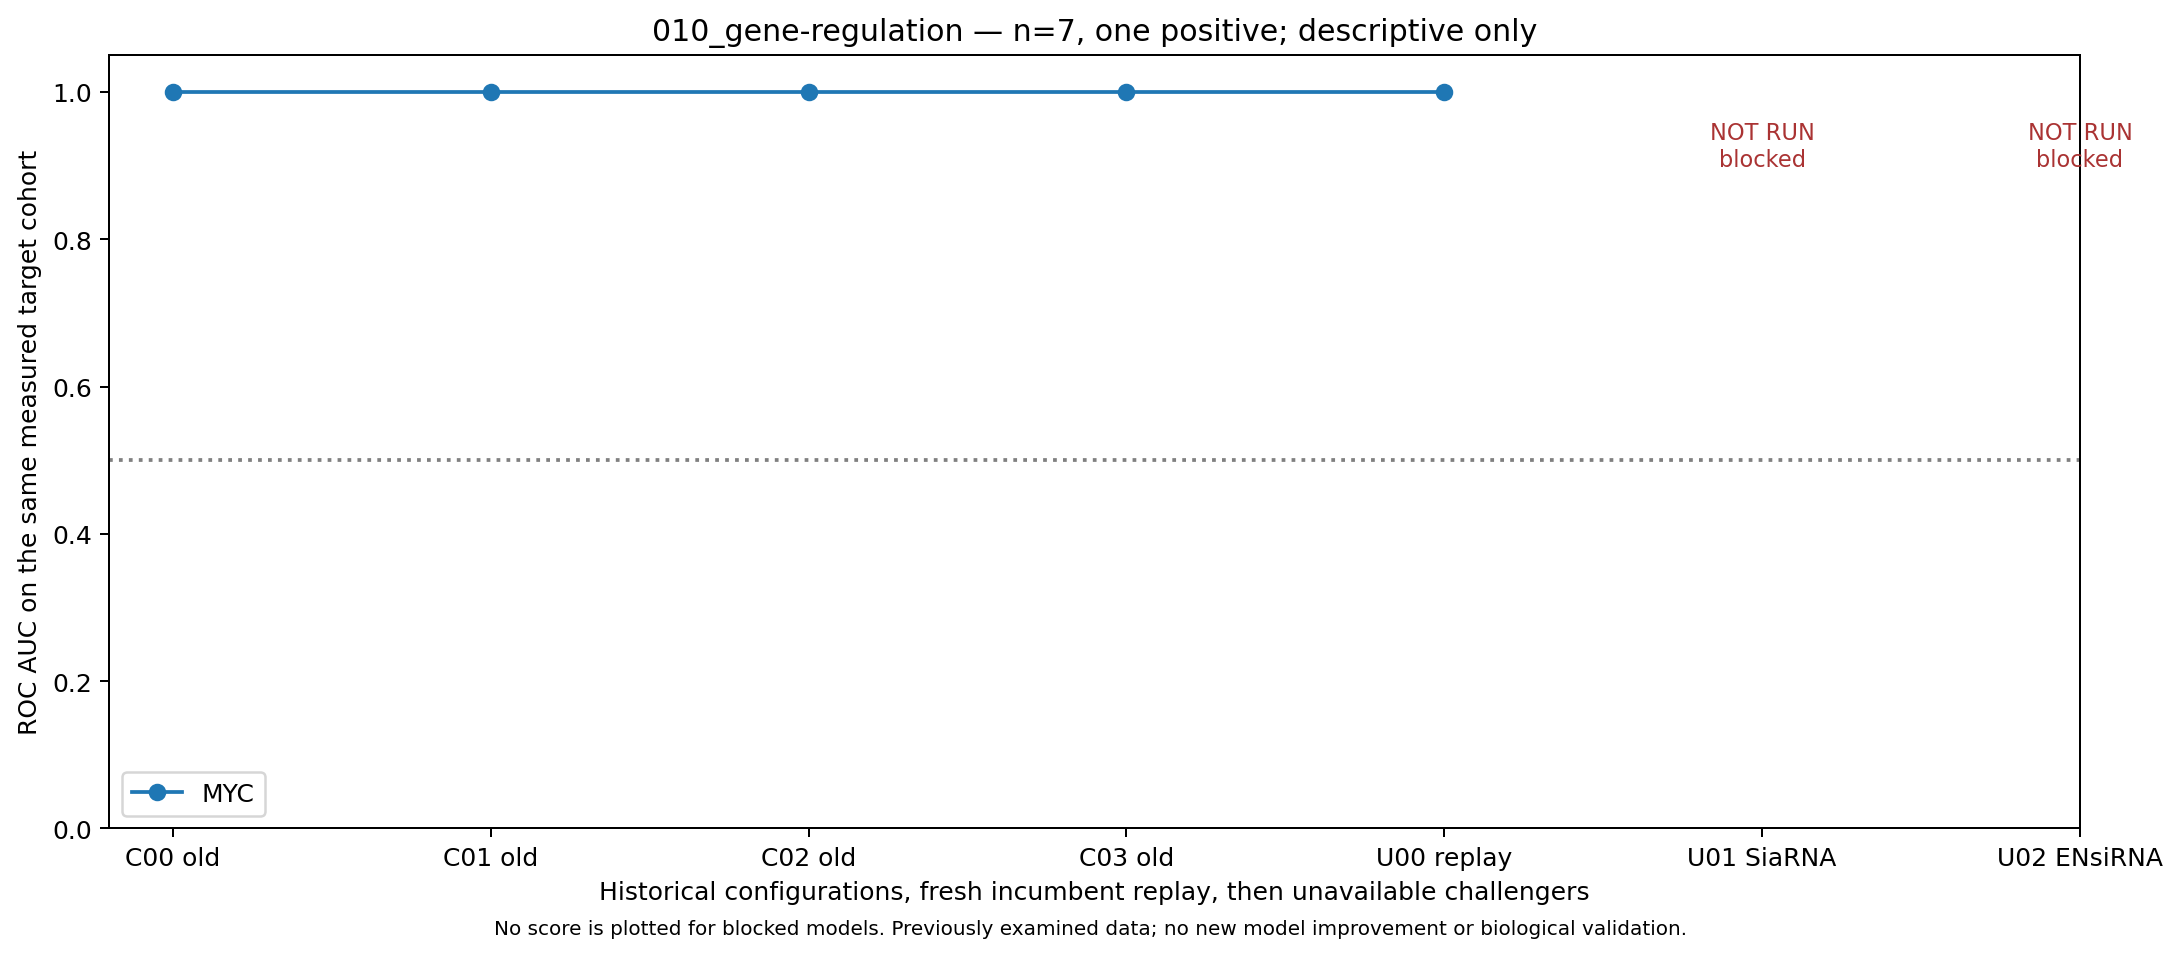 010_gene-regulation — n=7, one positive; descriptive only
ROC AUC on the same measured target cohort
1.0
0.8
0.6
0.4
0.2
0.0
NOT RUN
blocked
NOT RUN
blocked
MYC
C00 old
C01 old
C02 old
C03 old
U00 replay
U01 SiaRNA
U02 ENsiRNA
Historical configurations, fresh incumbent replay, then unavailable challengers
No score is plotted for blocked models. Previously examined data; no new model improvement or biological validation.